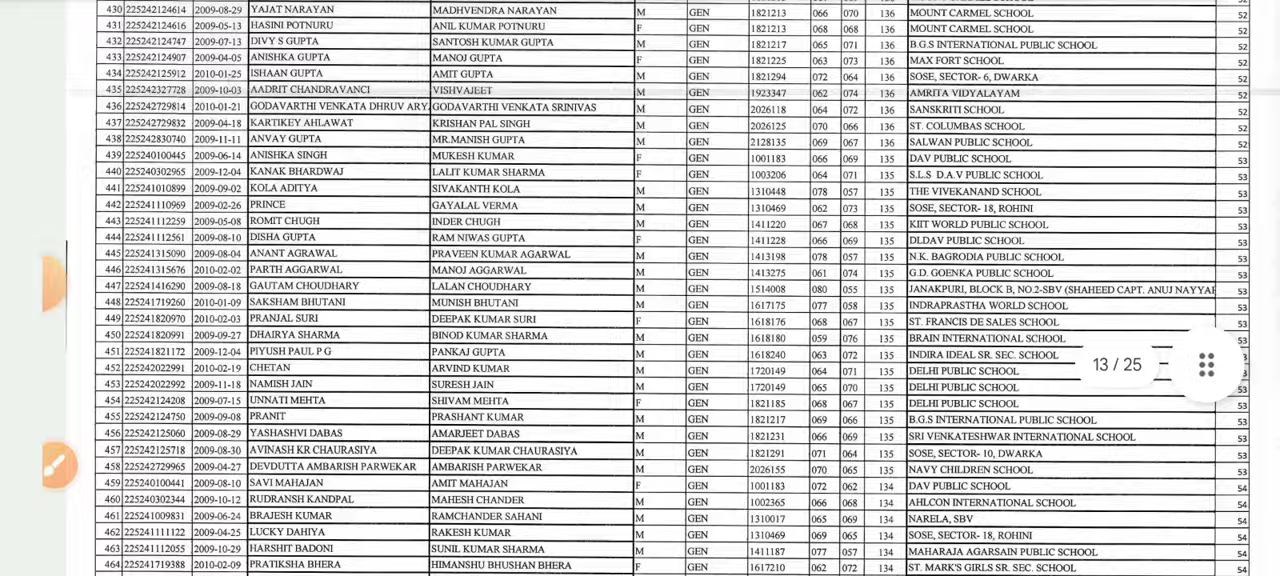 430 225242124614 2009-08-29 YAJAT NARAYAN MADHVENDRA NARAYAN M GEN 1821213 066 070 136 MOUNT CARMEL SCHOOL 52
431 225242124616 2009-05-13 HASINI POTNURU ANIL KUMAR POTNURU F GEN 1821213 068 068 136 MOUNT CARMEL SCHOOL 52
432 225242124747 2009-07-13 DIVY S GUPTA SANTOSH KUMAR GUPTA M GEN 1821217 065 071 136 B.G.S INTERNATIONAL PUBLIC SCHOOL 52
433 225242124907 2009-04-05 ANISHKA GUPTA MANOJ GUPTA F GEN 1821225 063 073 136 MAX FORT SCHOOL 52
434 225242125912 2010-01-25 ISHAAN GUPTA AMIT GUPTA M GEN 1821294 072 064 136 SOSE, SECTOR- 6, DWARKA 52
435 225242327728 2009-10-03 AADRIT CHANDRAVANCI VISHVAJEET M GEN 1923347 062 074 136 AMRITA VIDYALAYAM 52
436 225242729814 2010-01-21 GODAVARTHI VENKATA DHRUV ARY GODAVARTHI VENKATA SRINIVAS M GEN 2026118 064 072 136 SANSKRITI SCHOOL 52
437 225242729832 2009-04-18 KARTIKEY AHLAWAT KRISHAN PAL SINGH M GEN 2026125 070 066 136 ST. COLUMBAS SCHOOL 52
438 225242830740 2009-11-11 ANVAY GUPTA MR.MANISH GUPTA M GEN 2128135 069 067 136 SALWAN PUBLIC SCHOOL 52
439 225240100445 2009-06-14 ANISHKA SINGH MUKESH KUMAR F GEN 1001183 066 069 135 DAV PUBLIC SCHOOL 53
440 225240302965 2009-12-04 KANAK BHARDWAJ LALIT KUMAR SHARMA F GEN 1003206 064 071 135 S.L.S D.A.V PUBLIC SCHOOL 53
441 225241010899 2009-09-02 KOLA ADITYA SIVAKANTH KOLA M GEN 1310448 078 057 135 THE VIVEKANAND SCHOOL 53
442 225241110969 2009-02-26 PRINCE GAYALAL VERMA M GEN 1310469 062 073 135 SOSE, SECTOR- 18, ROHINI 53
443 225241112259 2009-05-08 ROMIT CHUGH INDER CHUGH M GEN 1411220 067 068 135 KIIT WORLD PUBLIC SCHOOL 53
444 225241112561 2009-08-10 DISHA GUPTA RAM NIWAS GUPTA F GEN 1411228 066 069 135 DLDAV PUBLIC SCHOOL 53
445 225241315090 2009-08-04 ANANT AGRAWAL PRAVEEN KUMAR AGARWAL M GEN 1413198 078 057 135 N.K. BAGRODIA PUBLIC SCHOOL 53
446 225241315676 2010-02-02 PARTH AGGARWAL MANOJ AGGARWAL M GEN 1413275 061 074 135 G.D. GOENKA PUBLIC SCHOOL 53
447 225241416290 2009-08-18 GAUTAM CHOUDHARY LALAN CHOUDHARY M GEN 1514008 080 055 135 JANAKPURI, BLOCK B, NO.2-SBV (SHAHEED CAPT. ANUJ NAYYAR 53
448 225241719260 2010-01-09 SAKSHAM BHUTANI MUNISH BHUTANI M GEN 1617175 077 058 135 INDRAPRASTHA WORLD SCHOOL 53
449 225241820970 2010-02-03 PRANJAL SURI DEEPAK KUMAR SURI F GEN 1618176 068 067 135 ST. FRANCIS DE SALES SCHOOL 53
450 225241820991 2009-09-27 DHAIRYA SHARMA BINOD KUMAR SHARMA M GEN 1618180 059 076 135 BRAIN INTERNATIONAL SCHOOL
451 225241821172 2009-12-04 PIYUSH PAUL P G PANKAJ GUPTA M GEN 1618240 063 072 135 INDIRA IDEAL SR. SEC. SCHOOL 3
13 / 25
452 225242022991 2010-02-19 CHETAN ARVIND KUMAR M GEN 1720149 064 071 135 DELHI PUBLIC SCHOOL 3
453 225242022992 2009-11-18 NAMISH JAIN SURESH JAIN M GEN 1720149 065 070 135 DELHI PUBLIC SCHOOL 53
454 225242124208 2009-07-15 UNNATI MEHTA SHIVAM MEHTA F GEN 1821185 068 067 135 DELHI PUBLIC SCHOOL 53
455 225242124750 2009-09-08 PRANIT PRASHANT KUMAR M GEN 1821217 069 066 135 B.G.S INTERNATIONAL PUBLIC SCHOOL 53
456 225242125060 2009-08-29 YASHASHVI DABAS AMARJEET DABAS M GEN 1821231 066 069 135 SRI VENKATESHWAR INTERNATIONAL SCHOOL 53
457 225242125718 2009-08-30 AVINASH KR CHAURASIYA DEEPAK KUMAR CHAURASIYA M GEN 1821291 071 064 135 SOSE, SECTOR- 10, DWARKA 53
458 225242729965 2009-04-27 DEVDUTTA AMBARISH PARWEKAR AMBARISH PARWEKAR M GEN 2026155 070 065 135 NAVY CHILDREN SCHOOL 53
459 225240100441 2009-08-10 SAVI MAHAJAN AMIT MAHAJAN F GEN 1001183 072 062 134 DAV PUBLIC SCHOOL 54
460 225240302344 2009-10-12 RUDRANSH KANDPAL MAHESH CHANDER M GEN 1002365 066 068 134 AHLCON INTERNATIONAL SCHOOL 54
461 225241009831 2009-06-24 BRAJESH KUMAR RAMCHANDER SAHANI M GEN 1310017 065 069 134 NARELA, SBV 54
462 225241111122 2009-04-25 LUCKY DAHIYA RAKESH KUMAR M GEN 1310469 069 065 134 SOSE, SECTOR- 18, ROHINI 54
463 225241112055 2009-10-29 HARSHIT BADONI SUNIL KUMAR SHARMA M GEN 1411187 077 057 134 MAHARAJA AGARSAIN PUBLIC SCHOOL 54
464 225241719388 2010-02-09 PRATIKSHA BHERA HIMANSHU BHUSHAN BHERA F GEN 1617210 062 072 134 ST. MARK'S GIRLS SR. SEC. SCHOOL 54